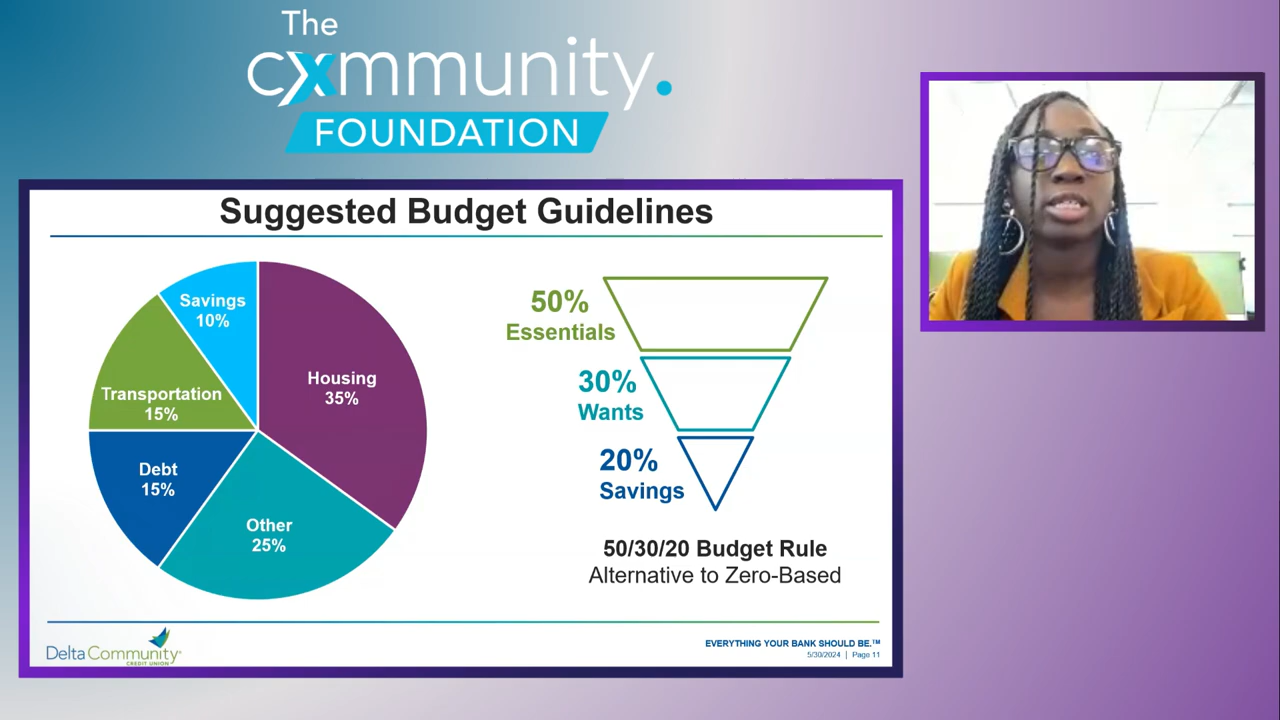 The
cxmmunity.
FOUNDATION
Suggested Budget Guidelines
Savings
10%
Housing
35%
Transportation
15%
Debt
15%
Other
25%
50%
Essentials
30%
Wants
20%
Savings
50/30/20 Budget Rule
Alternative to Zero-Based
DeltaCommunity
CREDIT UNION
EVERYTHING YOUR BANK SHOULD BE.™
5/30/2024 | Page 11